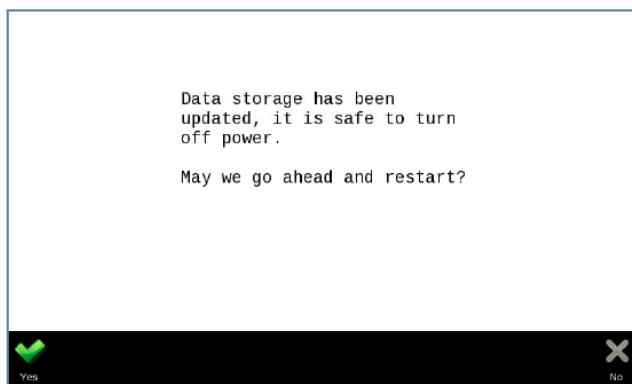 Data storage has been
updated, it is safe to turn
off power.
May we go ahead and restart?
Yes
No